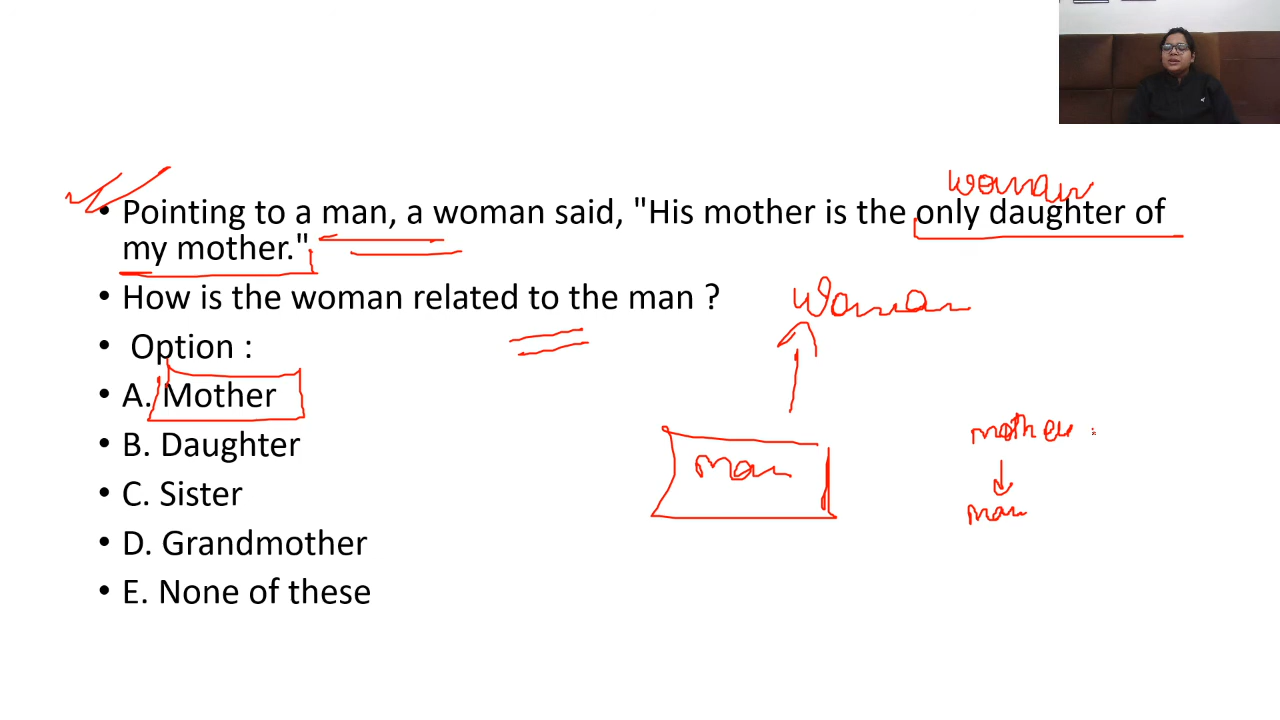 woman
• Pointing to a man, a woman said, "His mother is the only daughter of
my mother."
• How is the woman related to the man ?
woman
• Option :
• A. Mother
• B. Daughter
mother
man
• C. Sister
man
• D. Grandmother
• E. None of these